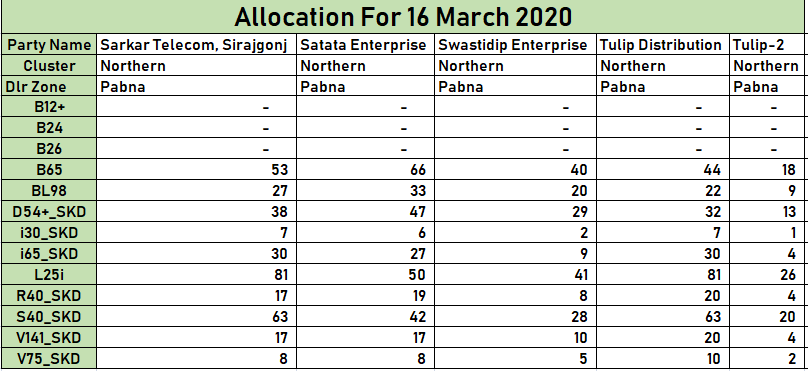 Allocation For 16 March 2020
Party Name Sarkar Telecom, Sirajgonj Satata Enterprise Swastidip Enterprise Tulip Distribution Tulip-2
Cluster Northern Northern Northern Northern Northern
Dlr Zone Pabna Pabna Pabna Pabna Pabna
B12+ - - - - -
B24 - - - - -
B26 - - - - -
B65 53 66 40 44 18
BL98 27 33 20 22 9
D54+_SKD 38 47 29 32 13
i30_SKD 7 6 2 7 1
i65_SKD 30 27 9 30 4
L25i 81 50 41 81 26
R40_SKD 17 19 8 20 4
S40_SKD 63 42 28 63 20
V141_SKD 17 17 10 20 4
V75_SKD 8 8 5 10 2